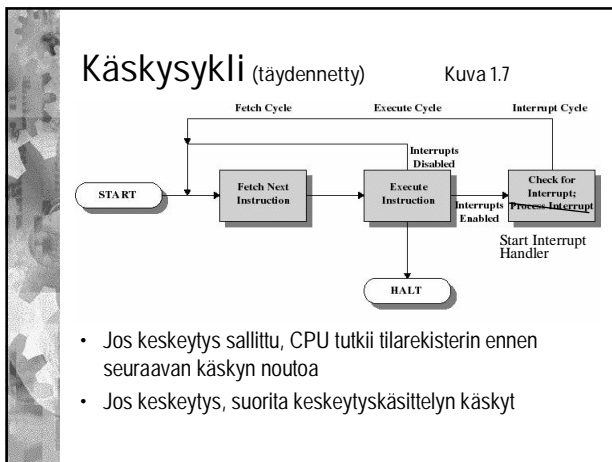 Käskysykli (täydennetty) Kuva 1.7
Fetch Cycle Execute Cycle Interrupt Cycle
Interrupts
Disabled
START
Fetch Next
Instruction
Execute
Instruction
Interrupts
Enabled
Check for
Interrupt;
Process Interrupt
Start Interrupt
Handler
HALT
• Jos keskeytys sallittu, CPU tutkii tilarekisterin ennen
seuraavan käskyn noutoa
• Jos keskeytys, suorita keskeytyskäsittelyn käskyt